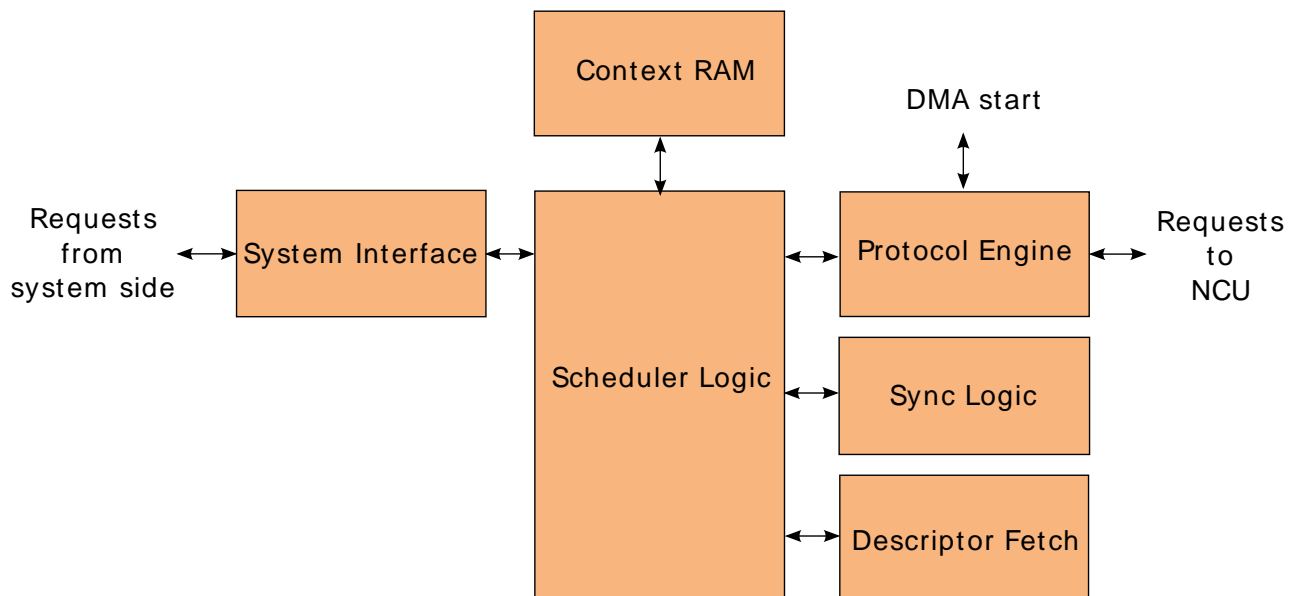 Context RAM
DMA start
Requests
from
system side
System Interface
Protocol Engine
Requests
to
NCU
Scheduler Logic
Sync Logic
Descriptor Fetch